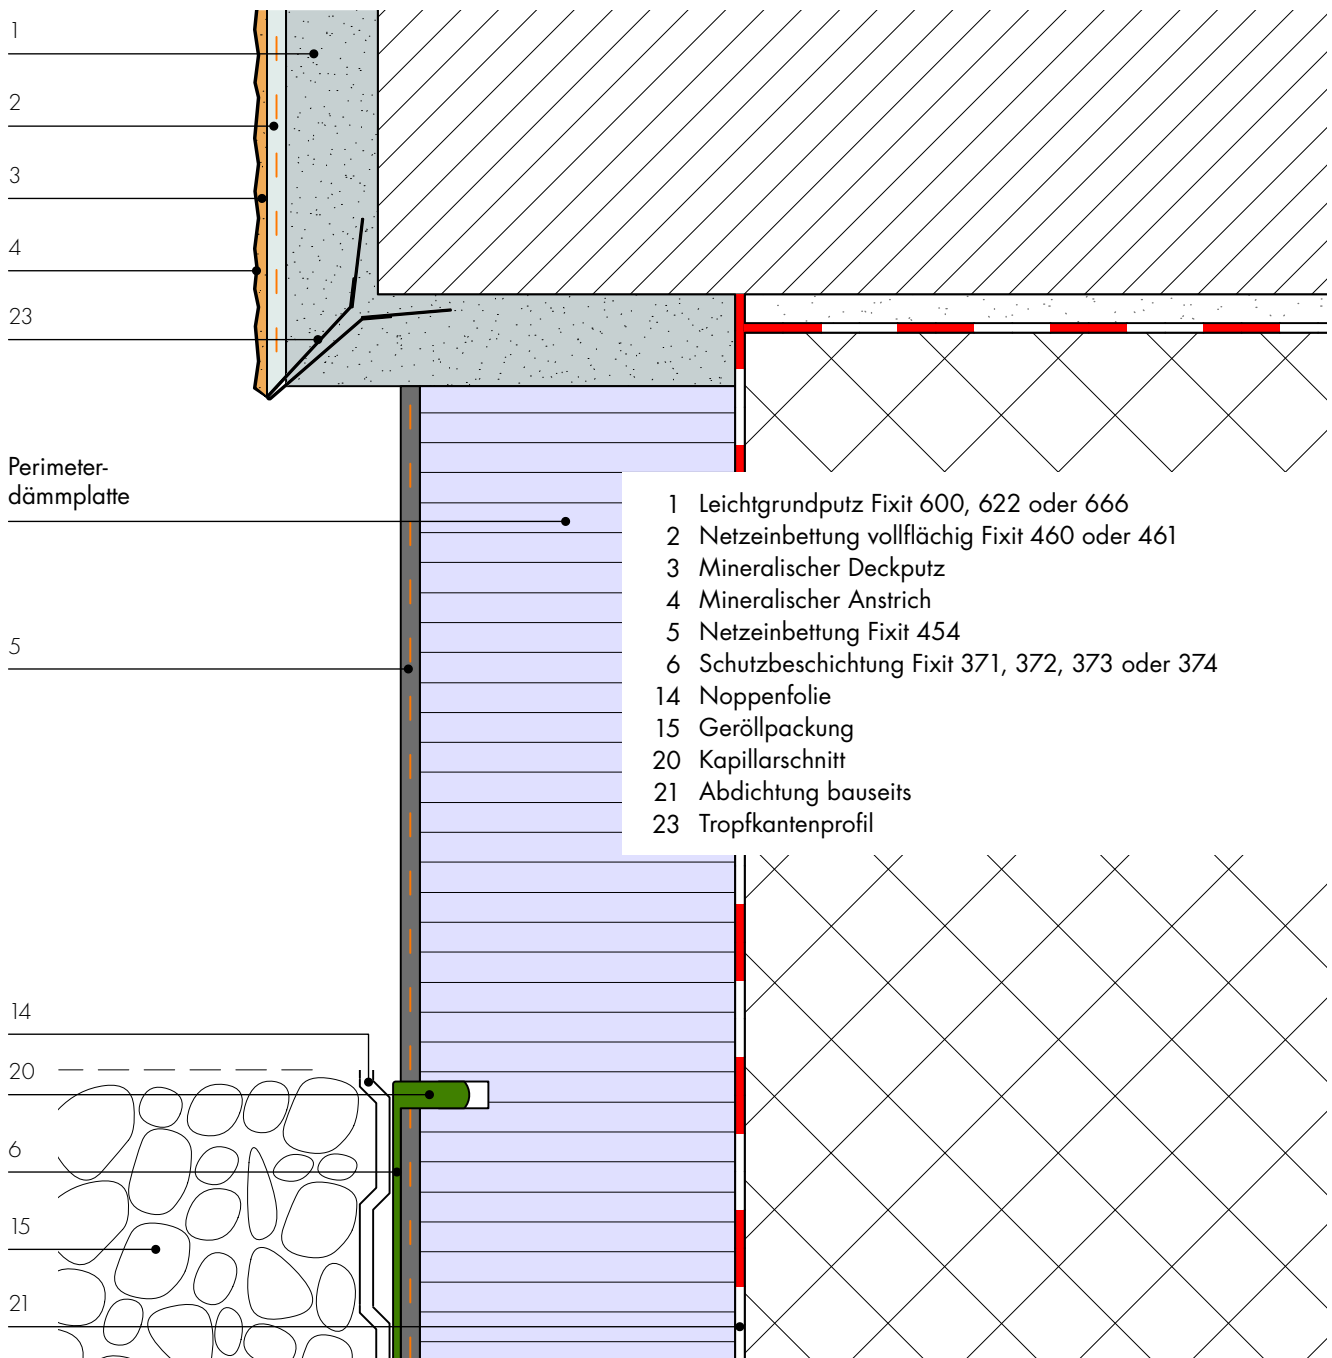 1
2
3
4
23
Perimeter-
dämmplatte
5
14
20
6
15
21
1 Leichtgrundputz Fixit 600, 622 oder 666
2 Netzeinbettung vollflächig Fixit 460 oder 461
3 Mineralischer Deckputz
4 Mineralischer Anstrich
5 Netzeinbettung Fixit 454
6 Schutzbeschichtung Fixit 371, 372, 373 oder 374
14 Noppenfolie
15 Geröllpackung
20 Kapillarschnitt
21 Abdichtung bauseits
23 Tropfkantenprofil